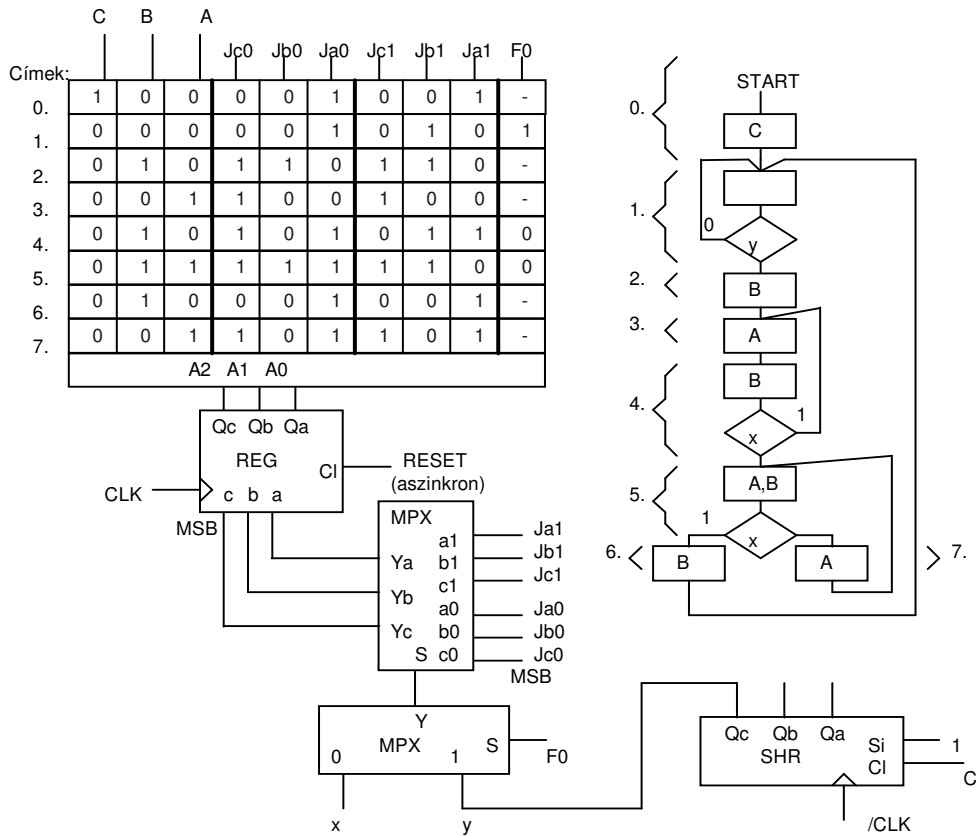 C B A
Jc0 Jb0 Ja0 Jc1 Jb1 Ja1 F0
Címek:
0. 1 0 0 0 0 1 0 0 1 -
1. 0 0 0 0 0 1 0 1 0 1
2. 0 1 0 1 1 0 1 1 0 -
3. 0 0 1 1 0 0 1 0 0 -
4. 0 1 0 1 0 1 0 1 1 0
5. 0 1 1 1 1 1 1 1 0 0
6. 0 1 0 0 0 1 0 0 1 -
7. 0 0 1 1 0 1 1 0 1 -
A2 A1 A0
Qc Qb Qa
REG
Cl
RESET
(aszinkron)
CLK
c b a
MSB
MPX
a1 Ja1
Ya b1 Jb1
c1 Jc1
Yb
a0 Ja0
Yc b0 Jb0
S c0 Jc0
MSB
Y
0 MPX 1 S
F0
x y
START
0.
C
1.
0
y
2.
B
3.
A
B
4.
1
x
5.
A,B
1
x
6.
B
A
7.
Qc Qb Qa
SHR
Si 1
Cl
C
/CLK